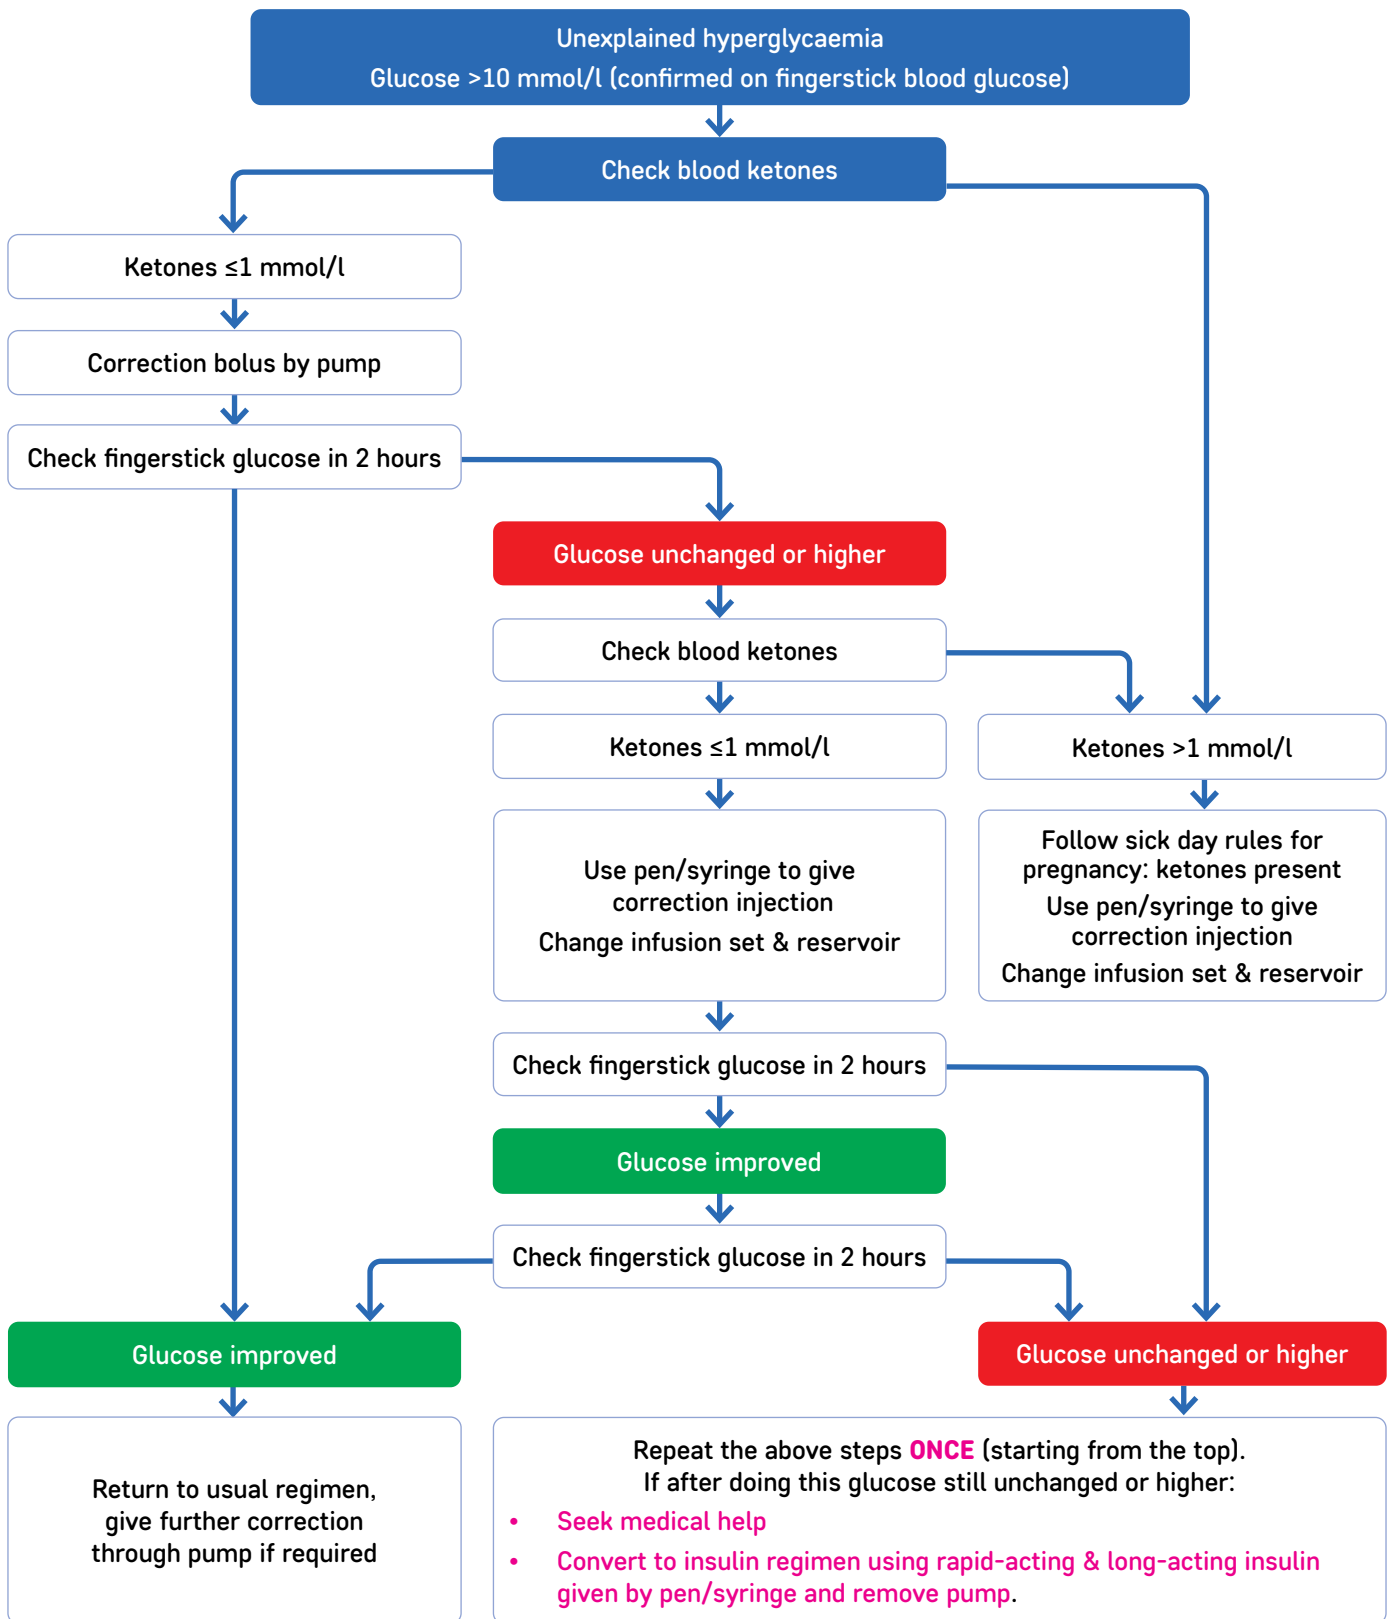 Unexplained hyperglycaemia
Glucose >10 mmol/l (confirmed on fingerstick blood glucose)
Check blood ketones
Ketones ≤1 mmol/l
Correction bolus by pump
Check fingerstick glucose in 2 hours
Glucose unchanged or higher
Check blood ketones
Ketones ≤1 mmol/l
Ketones >1 mmol/l
Use pen/syringe to give
correction injection
Change infusion set & reservoir
Follow sick day rules for
pregnancy: ketones present
Use pen/syringe to give
correction injection
Change infusion set & reservoir
Check fingerstick glucose in 2 hours
Glucose improved
Check fingerstick glucose in 2 hours
Glucose improved
Glucose unchanged or higher
Return to usual regimen,
give further correction
through pump if required
Repeat the above steps ONCE (starting from the top).
If after doing this glucose still unchanged or higher:
• Seek medical help
• Convert to insulin regimen using rapid-acting & long-acting insulin
given by pen/syringe and remove pump.